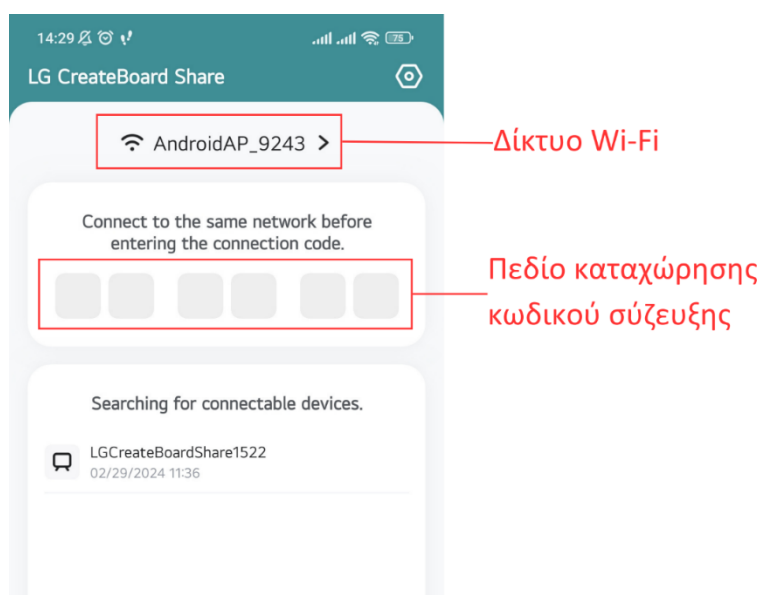 14:29
75
LG CreateBoard Share
AndroidAP_9243
Δίκτυο Wi-Fi
Connect to the same network before
entering the connection code.
Πεδίο καταχώρησης
κωδικού σύζευξης
Searching for connectable devices.
LGCreateBoardShare1522
02/29/2024 11:36